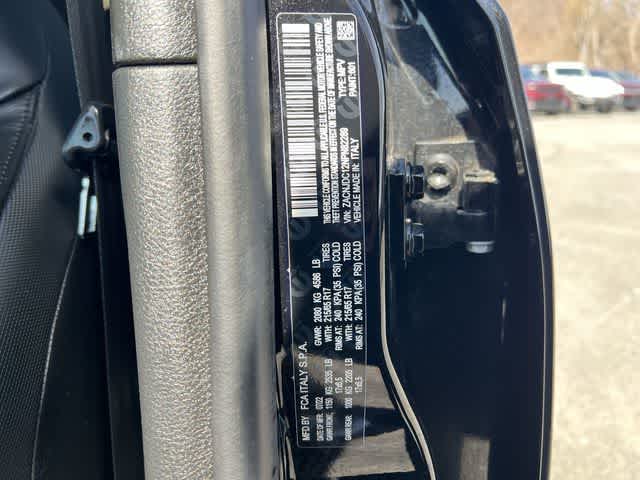 MFD BY FCA ITALY S.P.A.
DATE OF MFR 07/22 GVWR: 2080 KG 4586 LB
GAWR FRONT: 1150 KG 2535 LB WITH: 215/65 R17 TIRES
17x6.5 RIMS AT: 240 KPA(35 PSI) COLD
GAWR REAR: 1000 KG 2205 LB WITH: 215/65 R17 TIRES
17x6.5 RIMS AT: 240 KPA(35 PSI) COLD
THIS VEHICLE CONFORMS TO ALL APPLICABLE U.S. FEDERAL MOTOR VEHICLE SAFETY AND
THEFT PREVENTION STANDARDS IN EFFECT ON THE DATE OF MANUFACTURE SHOWN ABOVE
VIN: TYPE: MPV
VEHICLE MADE IN: ITALY PAINT: 601